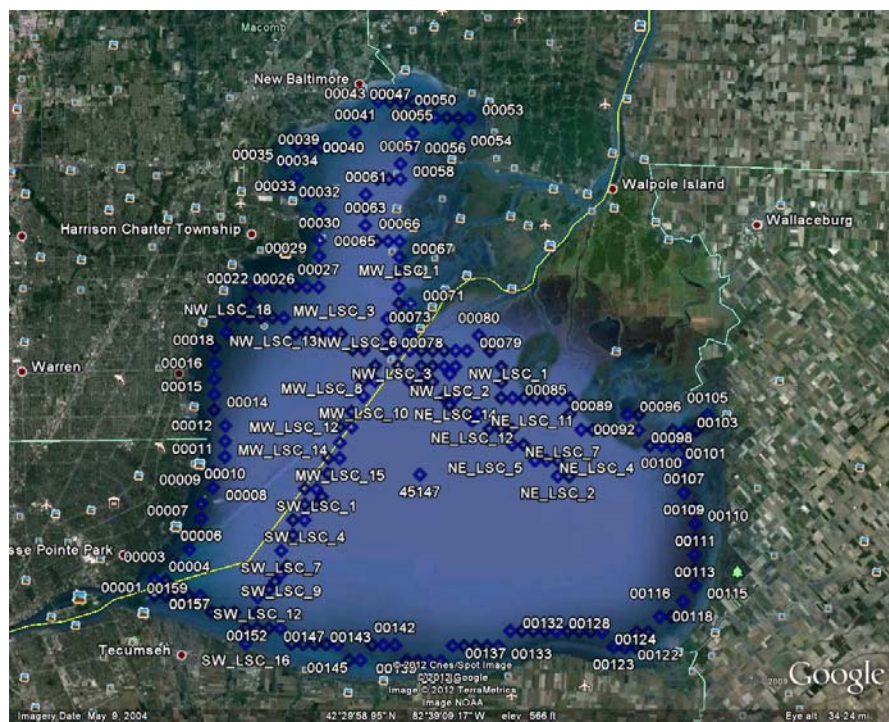 Macomb
New Baltimore
00043 00047
00050
00041 00055 00053
00039
00040 00057 00056 00054
00035
00034 00058
00033 00061
00032 Walpole Island
00030 00063
00066 Wallaceburg
Harrison Charter Township
00029 00065 00067
00027 MW_LSC_1
00022 00026
00071
NW_LSC_18 MW_LSC_3 00073 00080
00018 NW_LSC_13 NW_LSC_6 00078 00079
Warren 00016
00015 NW_LSC_3 NW_LSC_1
MW_LSC_8 NW_LSC_2 00085 00105
00014 MW_LSC_10 NE_LSC_14 00089 00096
00012 MW_LSC_12 NE_LSC_11 00092 00103
00011 NE_LSC_12 00098
MW_LSC_14 NE_LSC_7 00101
00009 00010 MW_LSC_15 NE_LSC_5 NE_LSC_4 00100
00107
00008 45147 NE_LSC_2
00007 SW_LSC_1 00109 00110
00006 SW_LSC_4 00111
sse Pointe Park 00003
00004 SW_LSC_7 00113
00001 00159 SW_LSC_9 00116 00115
00157 SW_LSC_12 00118
00152 00147 00143 00142 00132 00128 00124
Tecumseh SW_LSC_16 00145 00137 00133 00123 00122
© 2012 Cnes/Spot Image
© 2012 Google
Image © 2012 TerraMetrics
Image NOAA
2009 Google
Imagery Date: May 9, 2004 42°29'58.95" N 82°39'09.17" W elev 566 ft Eye alt 34.24 mi